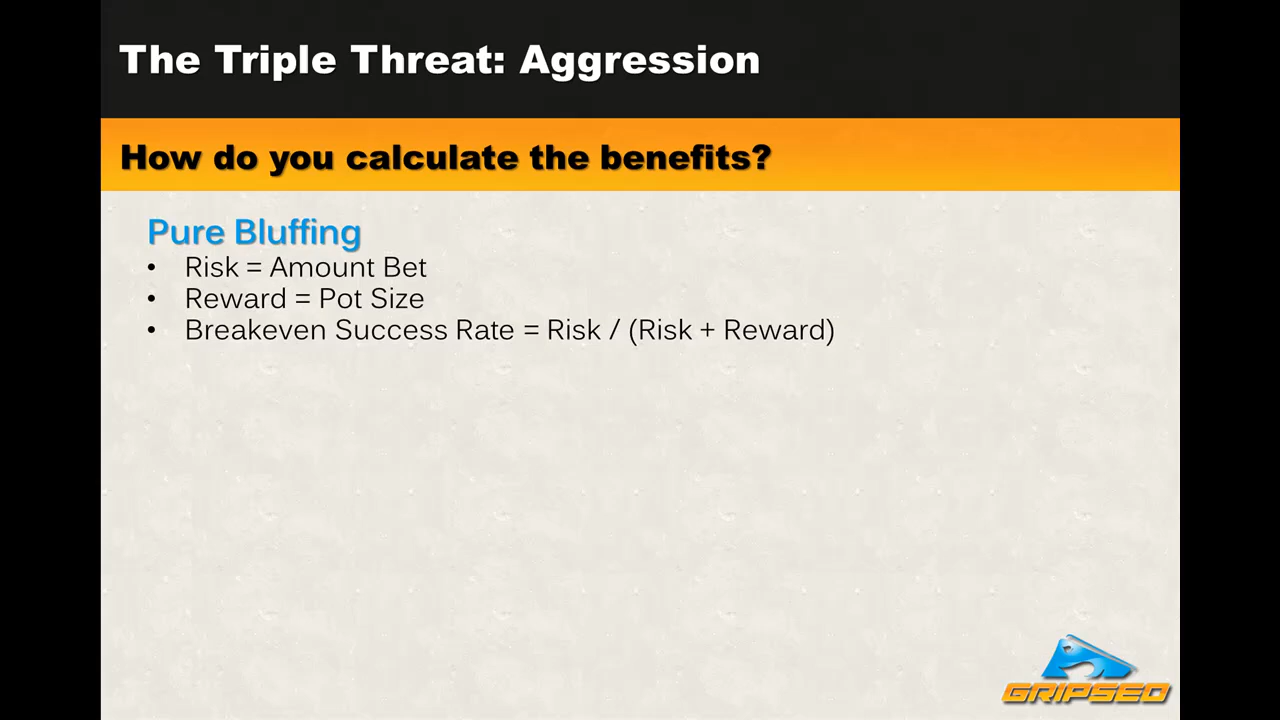 The Triple Threat: Aggression
How do you calculate the benefits?
Pure Bluffing
• Risk = Amount Bet
• Reward = Pot Size
• Breakeven Success Rate = Risk / (Risk + Reward)
GRIPSED